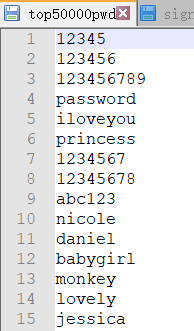 top50000pwd sign
1 12345
2 123456
3 123456789
4 password
5 iloveyou
6 princess
7 1234567
8 12345678
9 abc123
10 nicole
11 daniel
12 babygirl
13 monkey
14 lovely
15 jessica